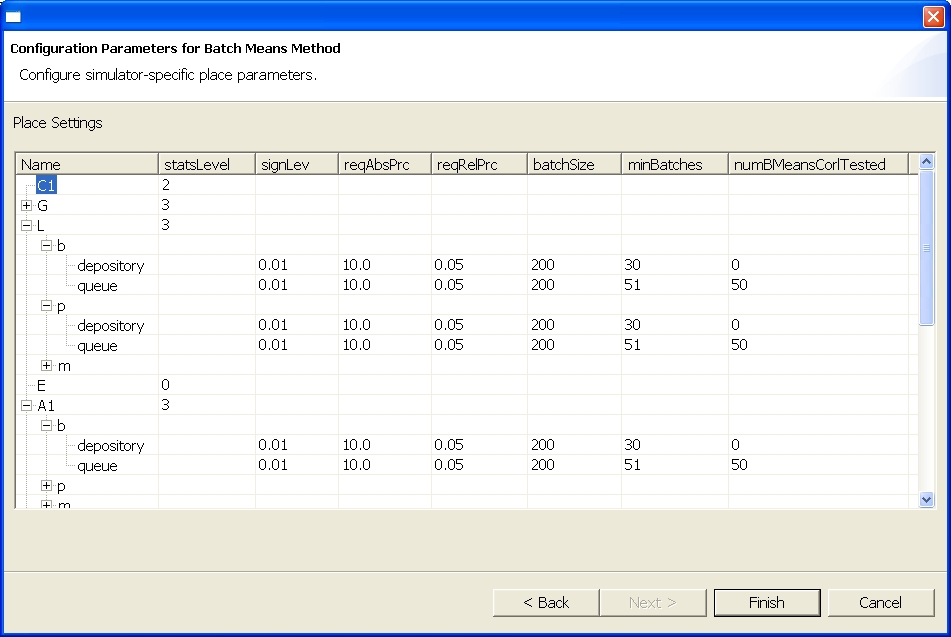 Configuration Parameters for Batch Means Method
Configure simulator-specific place parameters.
Place Settings
Name statsLevel signLev reqAbsPrc reqRelPrc batchSize minBatches numBMeansCorlTested
C1 2
G 3
L 3
b
depository 0.01 10.0 0.05 200 30 0
queue 0.01 10.0 0.05 200 51 50
p
depository 0.01 10.0 0.05 200 30 0
queue 0.01 10.0 0.05 200 51 50
m
E 0
A1 3
b
depository 0.01 10.0 0.05 200 30 0
queue 0.01 10.0 0.05 200 51 50
p
m
< Back Next > Finish Cancel